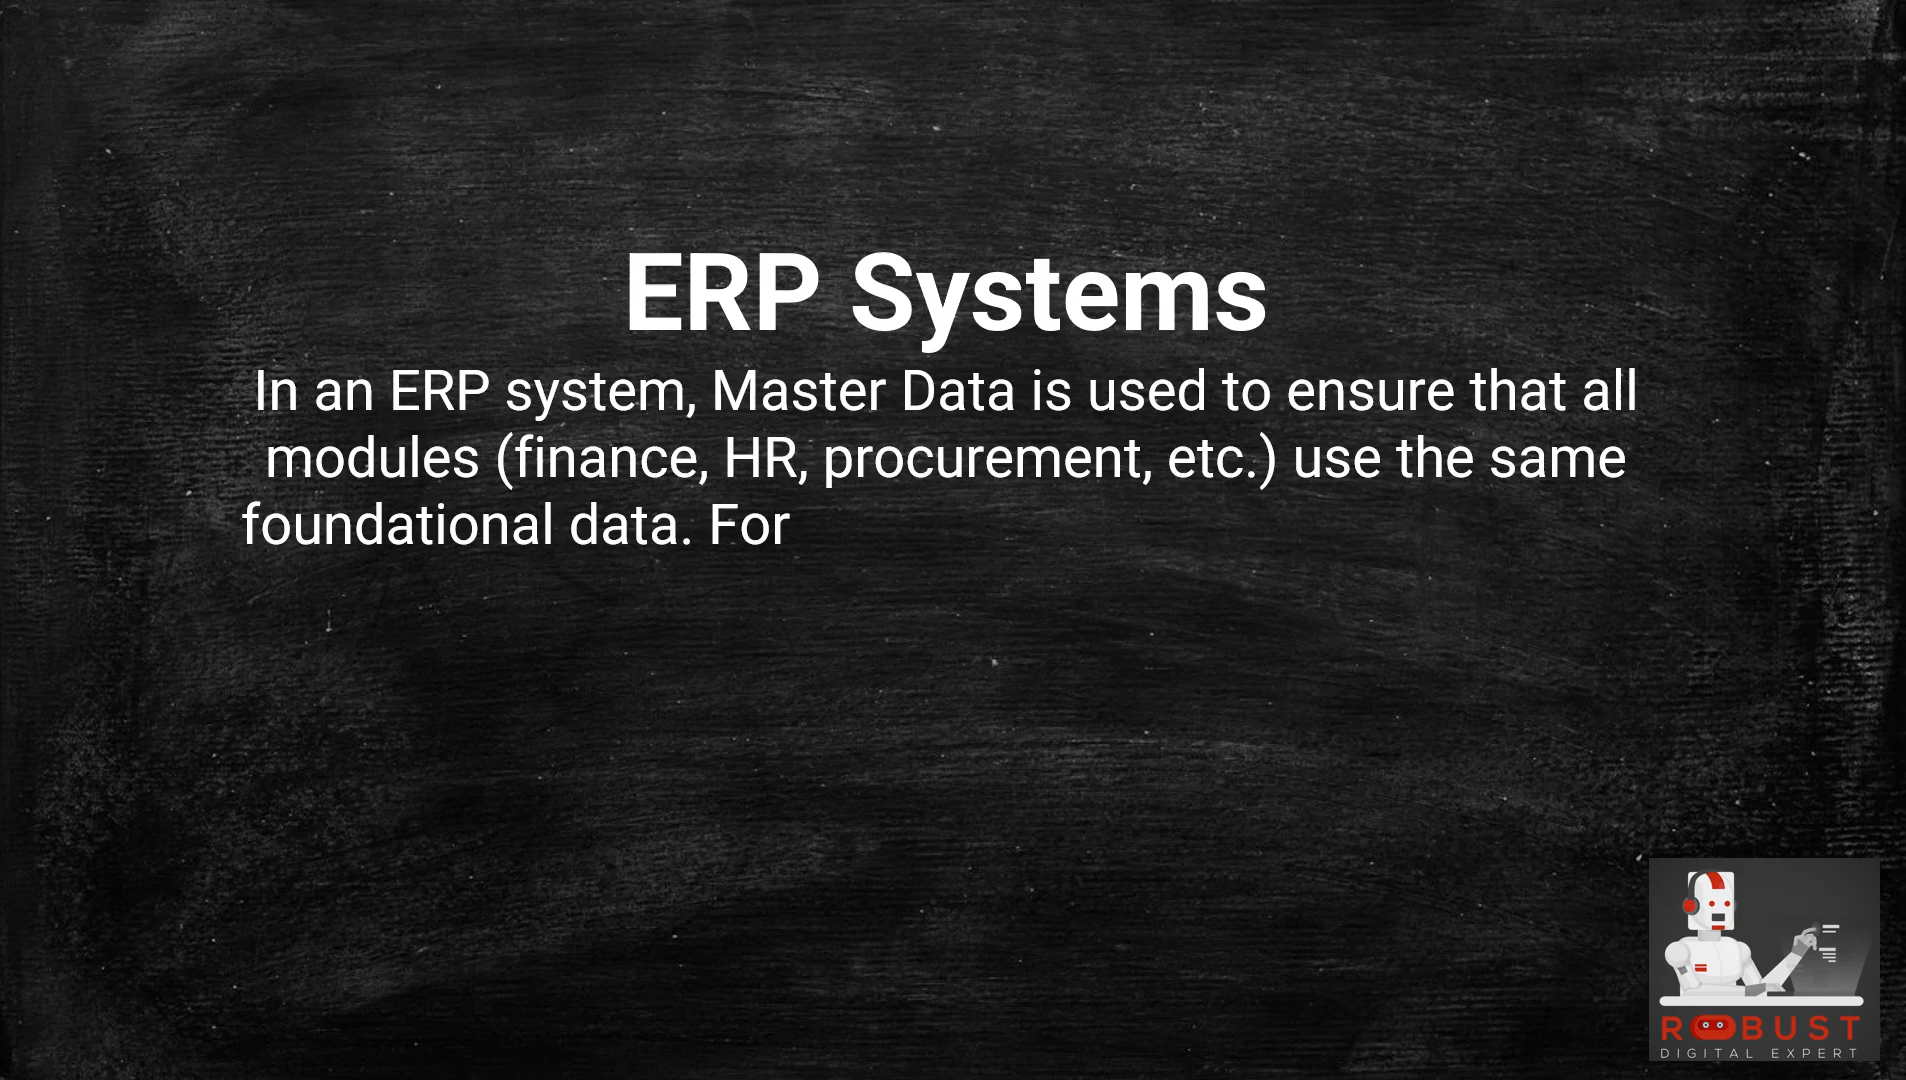 ERP Systems
In an ERP system, Master Data is used to ensure that all
modules (finance, HR, procurement, etc.) use the same
foundational data. For
ROBUST
DIGITAL EXPERT